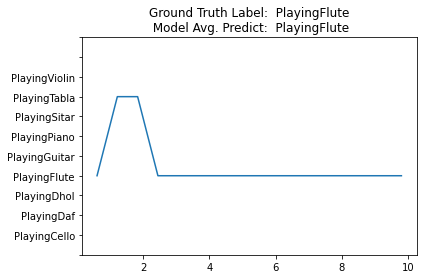 Ground Truth Label:  PlayingFlute
Model Avg. Predict:  PlayingFlute
PlayingViolin
PlayingTabla
PlayingSitar
PlayingPiano
PlayingGuitar
PlayingFlute
PlayingDhol
PlayingDaf
PlayingCello
2 4 6 8 10